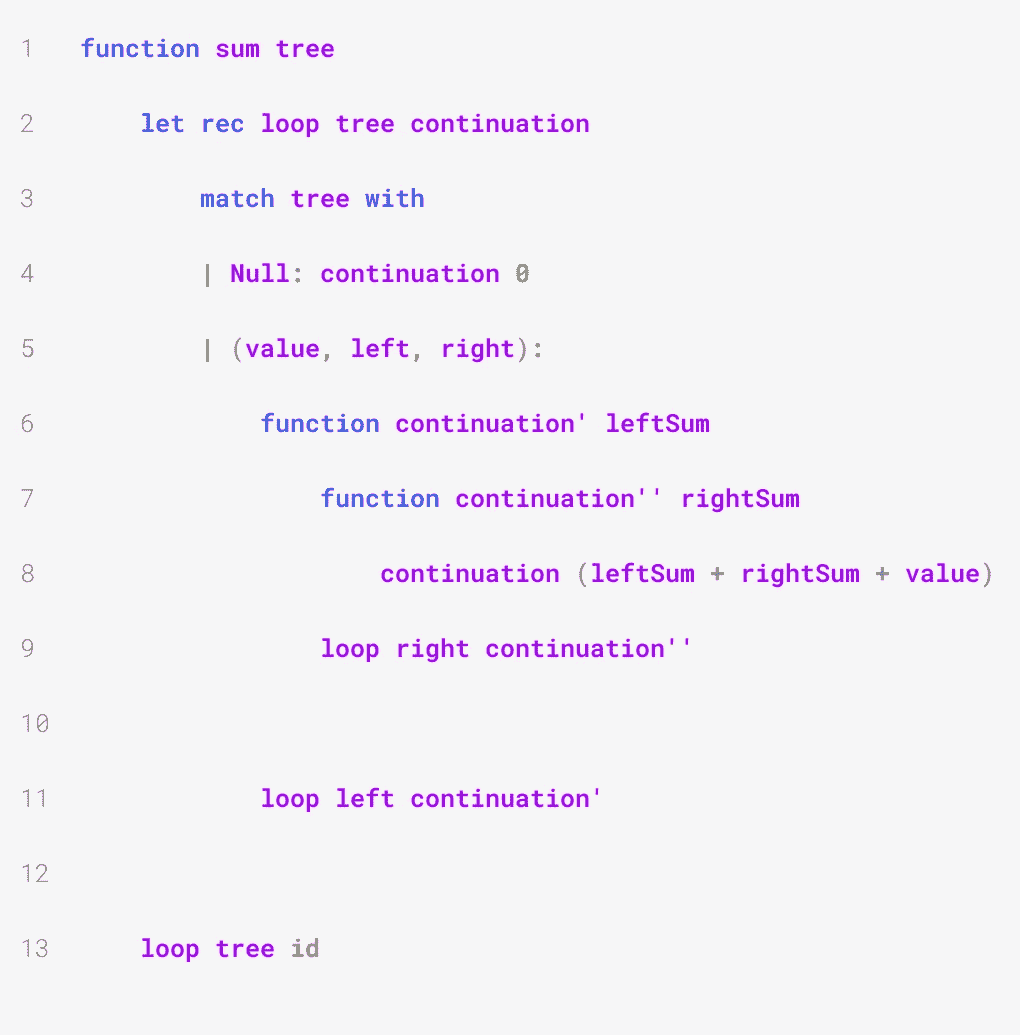 1 function sum tree
2 let rec loop tree continuation
3 match tree with
4 | Null: continuation 0
5 | (value, left, right):
6 function continuation' leftSum
7 function continuation'' rightSum
8 continuation (leftSum + rightSum + value)
9 loop right continuation''
10
11 loop left continuation'
12
13 loop tree id